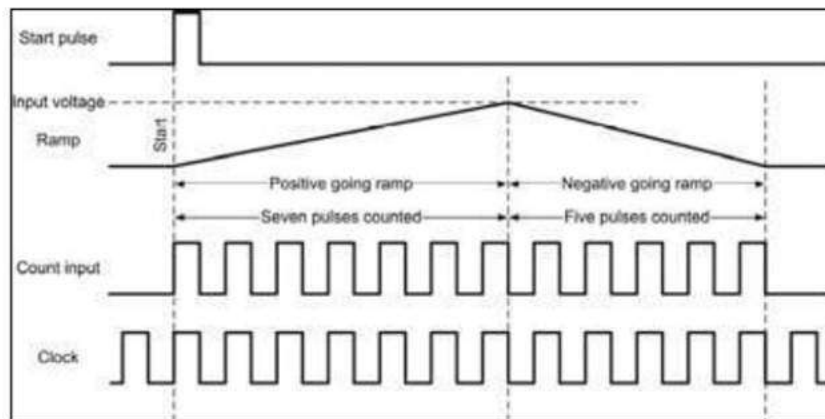 Start pulse
Input voltage
Start
Ramp
Positive going ramp
Negative going ramp
Seven pulses counted
Five pulses counted
Count input
Clock